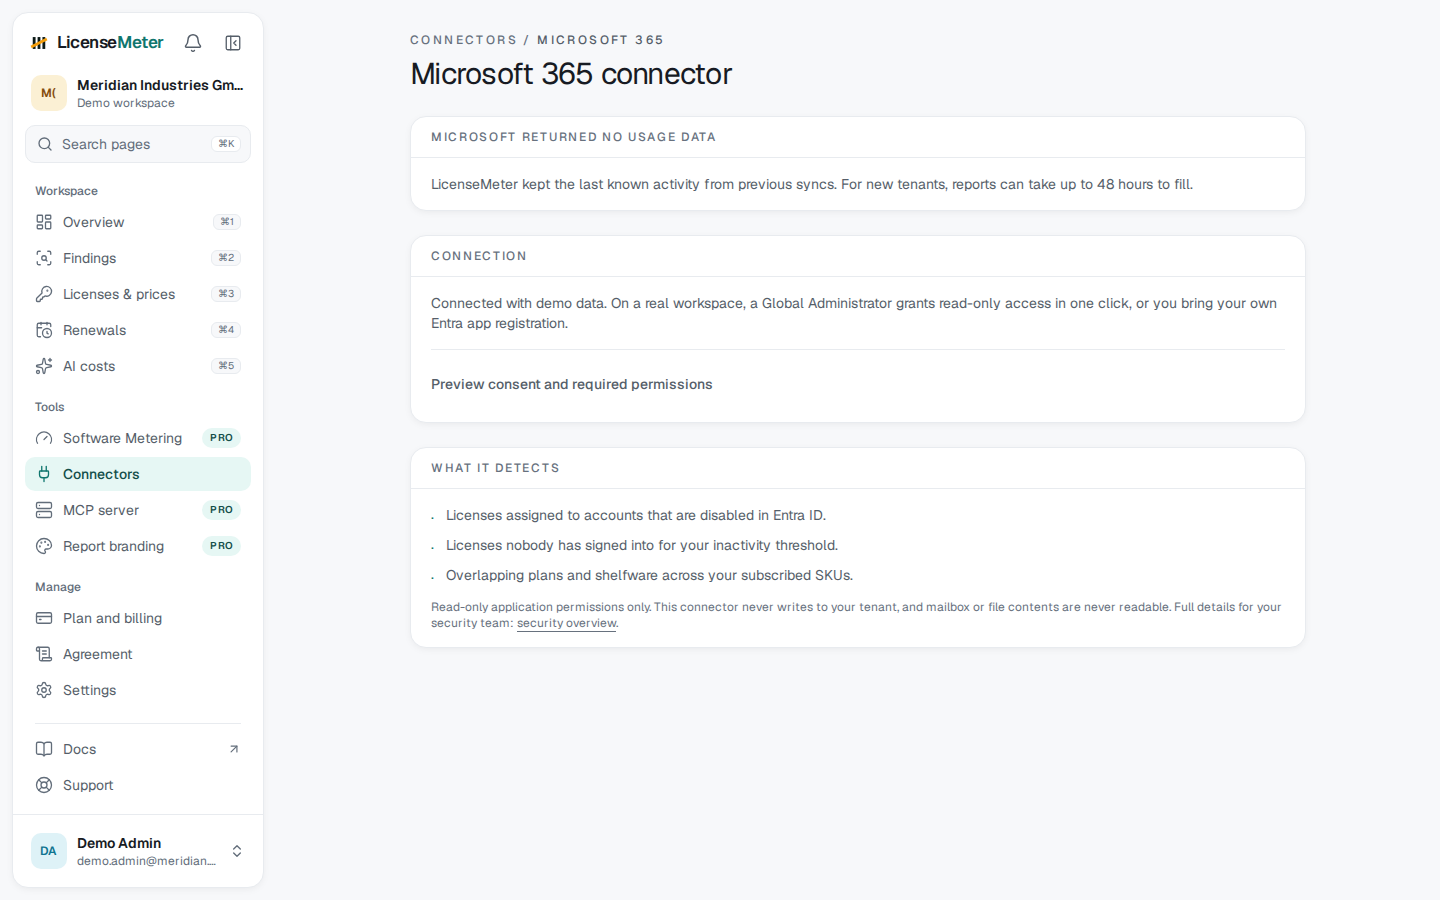 LicenseMeter
M(
Meridian Industries Gm...
Demo workspace
Search pages
⌘K
Workspace
Overview
⌘1
Findings
⌘2
Licenses & prices
⌘3
Renewals
⌘4
AI costs
⌘5
Tools
Software Metering
PRO
Connectors
MCP server
PRO
Report branding
PRO
Manage
Plan and billing
Agreement
Settings
Docs
Support
DA
Demo Admin
demo.admin@meridian...
CONNECTORS / MICROSOFT 365
Microsoft 365 connector
MICROSOFT RETURNED NO USAGE DATA
LicenseMeter kept the last known activity from previous syncs. For new tenants, reports can take up to 48 hours to fill.
CONNECTION
Connected with demo data. On a real workspace, a Global Administrator grants read-only access in one click, or you bring your own
Entra app registration.
Preview consent and required permissions
WHAT IT DETECTS
· Licenses assigned to accounts that are disabled in Entra ID.
· Licenses nobody has signed into for your inactivity threshold.
· Overlapping plans and shelfware across your subscribed SKUs.
Read-only application permissions only. This connector never writes to your tenant, and mailbox or file contents are never readable. Full details for your
security team: security overview.